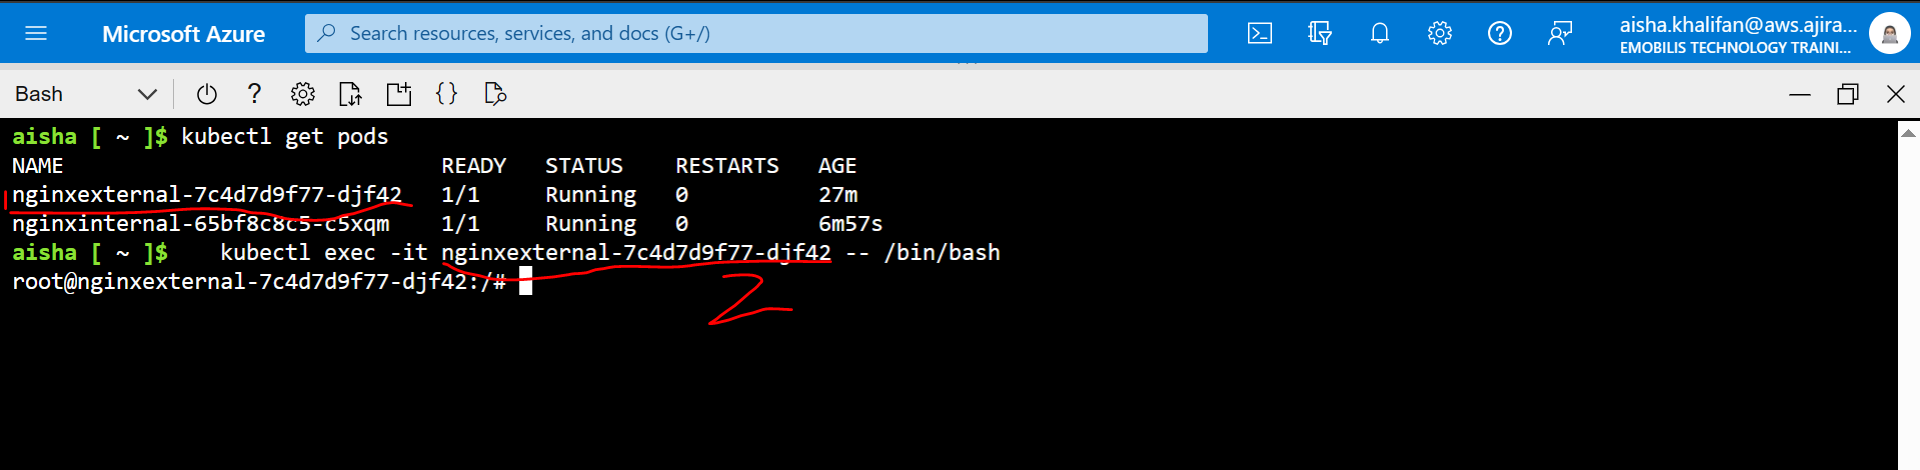 Microsoft Azure
Search resources, services, and docs (G+/)
aisha.khalifan@aws.ajira...
EMOBILIS TECHNOLOGY TRAINI...
Bash
aisha [ ~ ]$ kubectl get pods
NAME READY STATUS RESTARTS AGE
1 nginxexternal-7c4d7d9f77-djf42 1/1 Running 0 27m
nginxinternal-65bf8c8c5-c5xqm 1/1 Running 0 6m57s
aisha [ ~ ]$ kubectl exec -it nginxexternal-7c4d7d9f77-djf42 -- /bin/bash
root@nginxexternal-7c4d7d9f77-djf42:/#
2